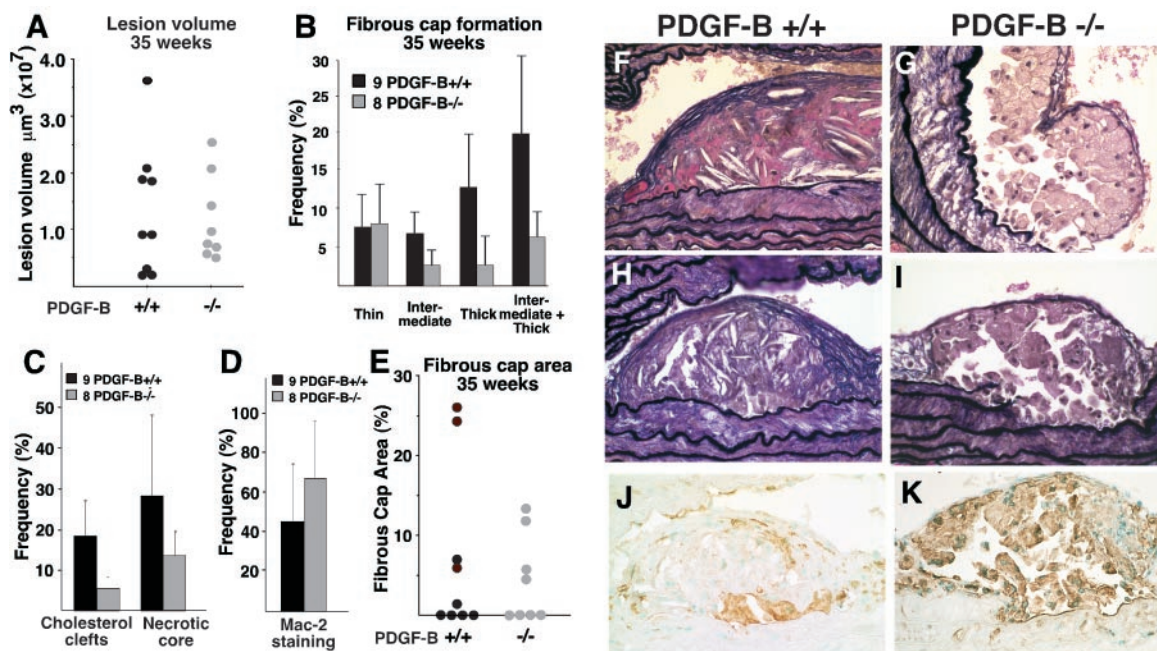 A
Lesion volume
35 weeks
Lesion volume μm³ (x10⁷)
4.0
3.0
2.0
1.0
PDGF-B
+/+
-/-
B
Fibrous cap formation
35 weeks
9 PDGF-B+/+
8 PDGF-B-/-
Frequency (%)
30
25
20
15
10
5
Thin
Inter-
mediate
Thick
Inter-
mediate +
Thick
C
9 PDGF-B+/+
8 PDGF-B-/-
Frequency (%)
50
40
30
20
10
Cholesterol
clefts
Necrotic
core
D
9 PDGF-B+/+
8 PDGF-B-/-
Frequency (%)
100
80
60
40
20
Mac-2
staining
E
Fibrous cap area
35 weeks
Fibrous Cap Area (%)
30
20
10
0
PDGF-B
+/+
-/-
PDGF-B +/+
PDGF-B -/-
F
G
H
I
J
K